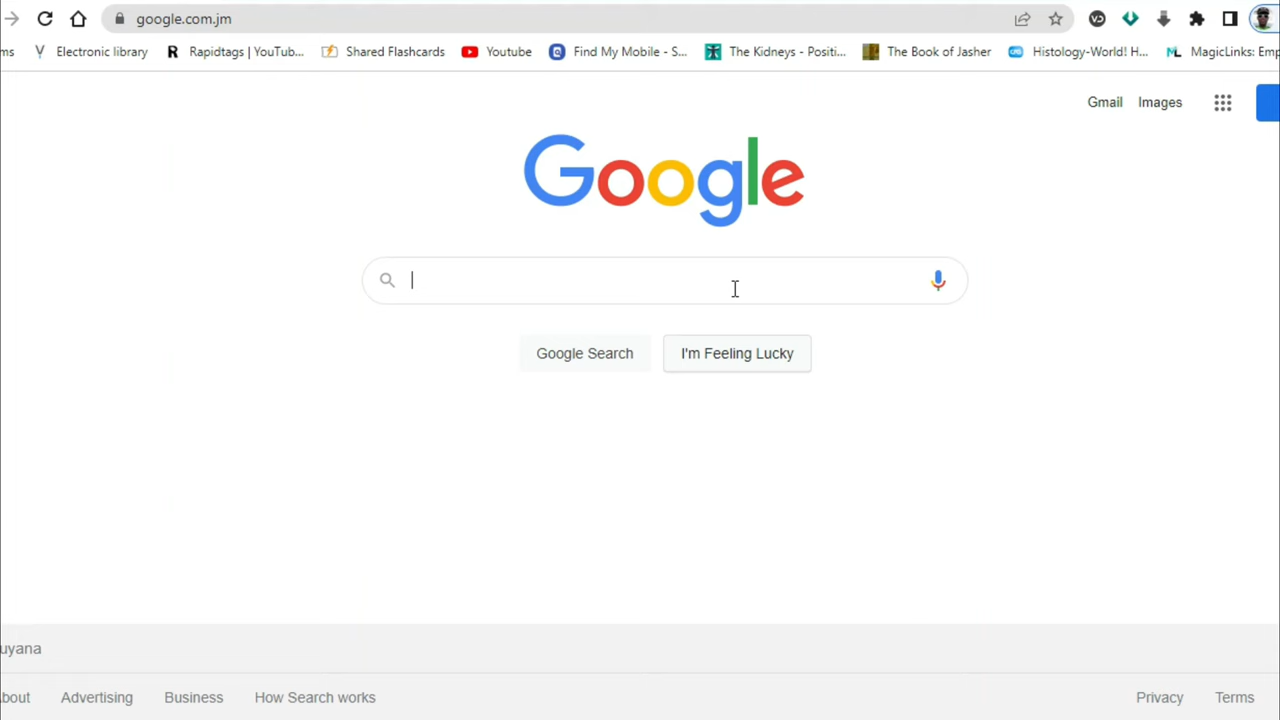 google.com.jm
ms Electronic library Rapidtags | YouTub... Shared Flashcards Youtube Find My Mobile - S... The Kidneys - Positi... The Book of Jasher Histology-World! H... MagicLinks: Emp
Gmail Images
Google
Google Search I'm Feeling Lucky
uyana
bout Advertising Business How Search works Privacy Terms